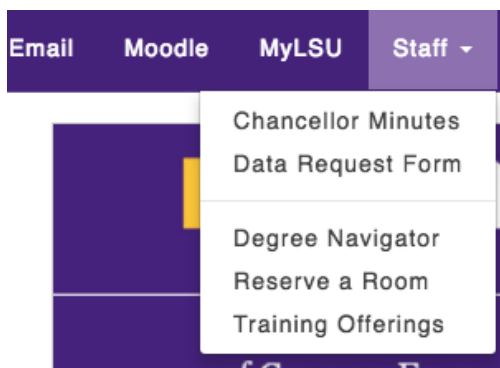 Email Moodle MyLSU Staff
Chancellor Minutes
Data Request Form
Degree Navigator
Reserve a Room
Training Offerings